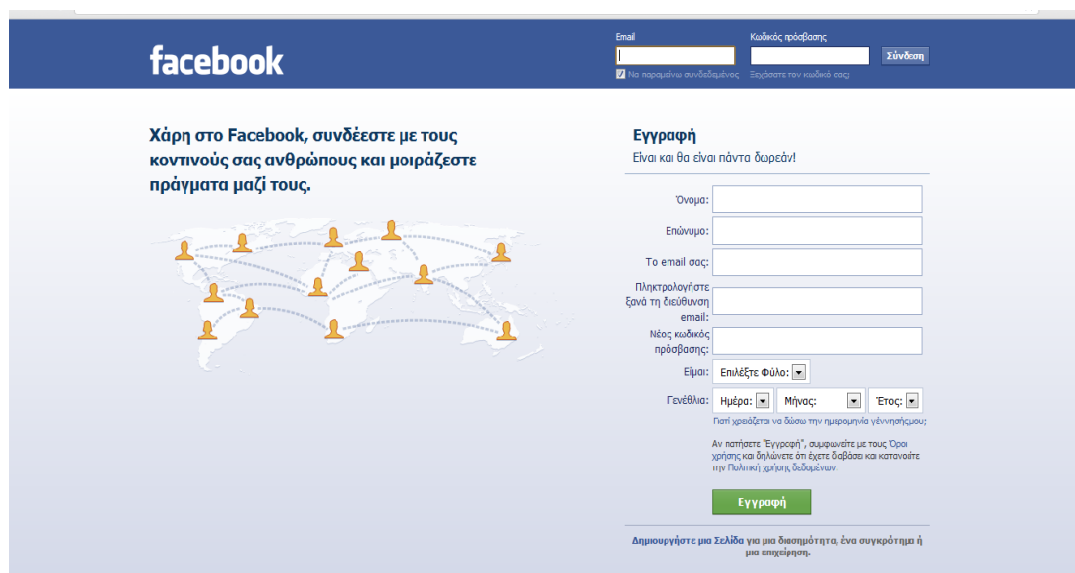 facebook
Email
Κωδικός πρόσβασης
Σύνδεση
Να παραμένω συνδεδεμένος
Ξεχάσατε τον κωδικό σας;
Χάρη στο Facebook, συνδέεστε με τους
κοντινούς σας ανθρώπους και μοιράζεστε
πράγματα μαζί τους.
Εγγραφή
Είναι και θα είναι πάντα δωρεάν!
Όνομα:
Επώνυμο:
Το email σας:
Πληκτρολογήστε
ξανά τη διεύθυνση
email:
Νέος κωδικός
πρόσβασης:
Είμαι:
Επιλέξτε Φύλο:
Γενέθλια:
Ημέρα:
Μήνας:
Έτος:
Γιατί χρειάζεται να δώσω την ημερομηνία γέννησήςμου;
Αν πατήσετε "Εγγραφή", συμφωνείτε με τους Όροι
χρήσης και δηλώνετε ότι έχετε διαβάσει και κατανοείτε
την Πολιτική χρήσης δεδομένων
Εγγραφή
Δημιουργήστε μια Σελίδα για μια διασημότητα, ένα συγκρότημα ή
μια επιχείρηση.